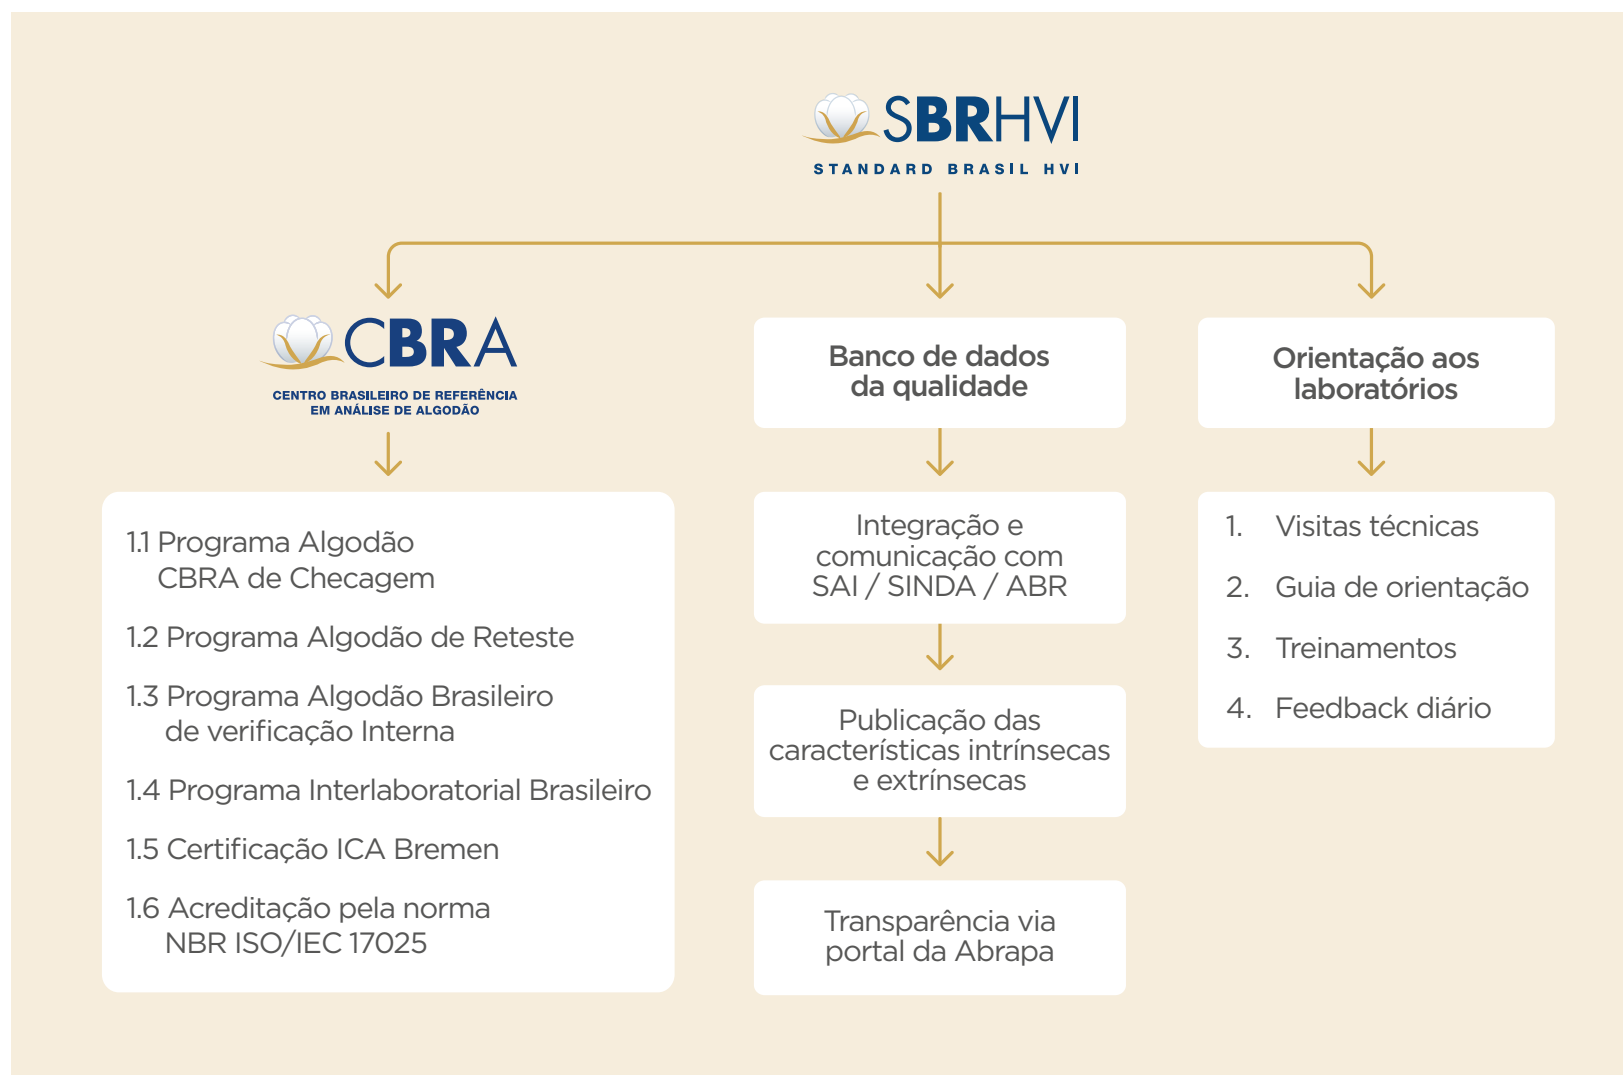 SBRHVI
STANDARD BRASIL HVI
CBRA
CENTRO BRASILEIRO DE REFERÊNCIA
EM ANÁLISE DE ALGODÃO
1.1 Programa Algodão
CBRA de Checagem
1.2 Programa Algodão de Reteste
1.3 Programa Algodão Brasileiro
de verificação Interna
1.4 Programa Interlaboratorial Brasileiro
1.5 Certificação ICA Bremen
1.6 Acreditação pela norma
NBR ISO/IEC 17025
Banco de dados
da qualidade
Integração e
comunicação com
SAI / SINDA / ABR
Publicação das
características intrínsecas
e extrínsecas
Transparência via
portal da Abrapa
Orientação aos
laboratórios
1. Visitas técnicas
2. Guia de orientação
3. Treinamentos
4. Feedback diário